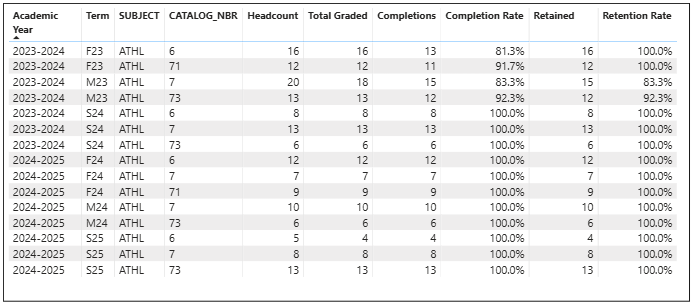 Academic Year Term SUBJECT CATALOG_NBR Headcount Total Graded Completions Completion Rate Retained Retention Rate
2023-2024 F23 ATHL 6 16 16 13 81.3% 16 100.0%
2023-2024 F23 ATHL 71 12 12 11 91.7% 12 100.0%
2023-2024 M23 ATHL 7 20 18 15 83.3% 15 83.3%
2023-2024 M23 ATHL 73 13 13 12 92.3% 12 92.3%
2023-2024 S24 ATHL 6 8 8 8 100.0% 8 100.0%
2023-2024 S24 ATHL 7 13 13 13 100.0% 13 100.0%
2023-2024 S24 ATHL 73 6 6 6 100.0% 6 100.0%
2024-2025 F24 ATHL 6 12 12 12 100.0% 12 100.0%
2024-2025 F24 ATHL 7 7 7 7 100.0% 7 100.0%
2024-2025 F24 ATHL 71 9 9 9 100.0% 9 100.0%
2024-2025 M24 ATHL 7 10 10 10 100.0% 10 100.0%
2024-2025 M24 ATHL 73 6 6 6 100.0% 6 100.0%
2024-2025 S25 ATHL 6 5 4 4 100.0% 4 100.0%
2024-2025 S25 ATHL 7 8 8 8 100.0% 8 100.0%
2024-2025 S25 ATHL 73 13 13 13 100.0% 13 100.0%